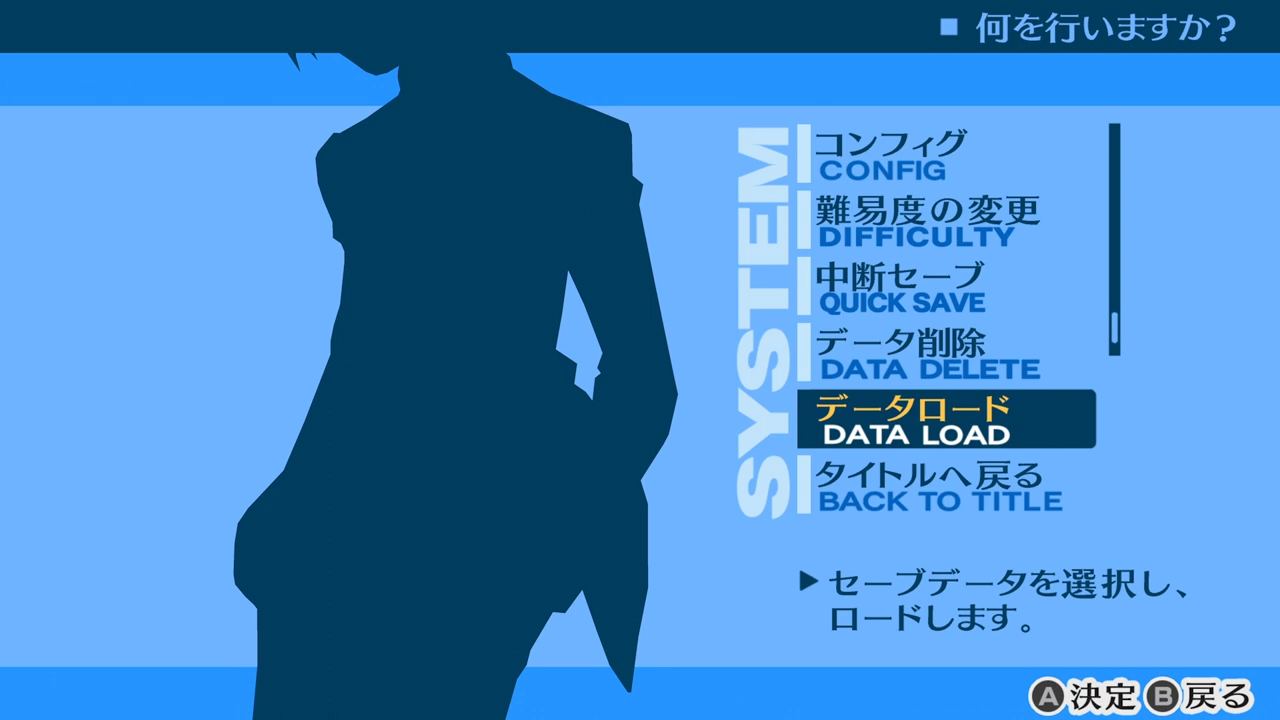 ■ 何を行いますか？
SYSTEM
コンフィグ
CONFIG
難易度の変更
DIFFICULTY
中断セーブ
QUICK SAVE
データ削除
DATA DELETE
データロード
DATA LOAD
タイトルへ戻る
BACK TO TITLE
▶セーブデータを選択し、
ロードします。
A決定 B戻る